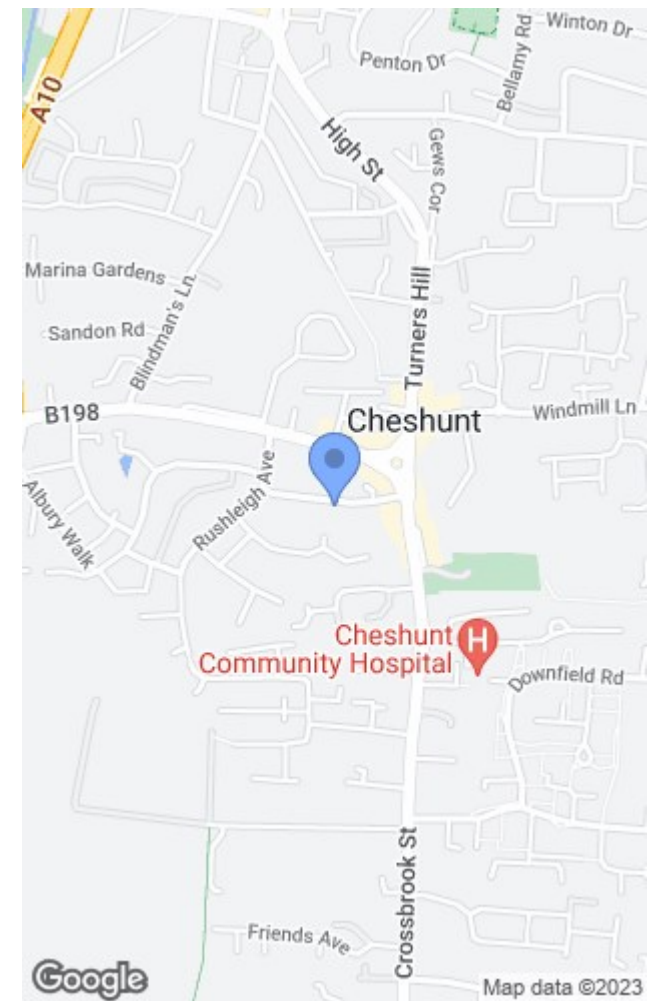 Winton Dr
Penton Dr
Bellamy Rd
A10
High St
Gews Cor
Marina Gardens
Blindman's Ln
Sandon Rd
Turners Hill
B198
Cheshunt
Windmill Ln
Rushleigh Ave
Albury Walk
Cheshunt
Community Hospital
H
Downfield Rd
Crossbrook St
Friends Ave
Google
Map data ©2023